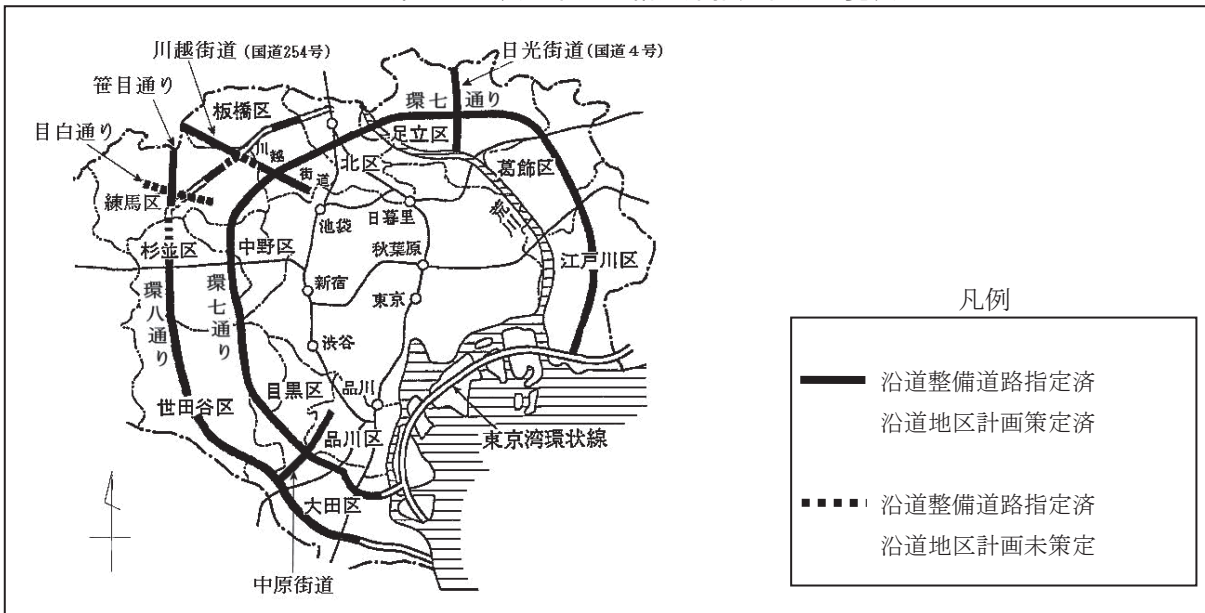 川越街道 (国道254号)
日光街道 (国道4号)
笹目通り
板橋区
環七通り
目白通り
足立区
川越街道
北区
葛飾区
練馬区
荒川
池袋
日暮里
杉並区
中野区
秋葉原
江戸川区
環八通り
環七通り
新宿
東京
渋谷
目黒区
品川
世田谷区
品川区
東京湾環状線
大田区
中原街道
凡例
沿道整備道路指定済
沿道地区計画策定済
沿道整備道路指定済
沿道地区計画未策定